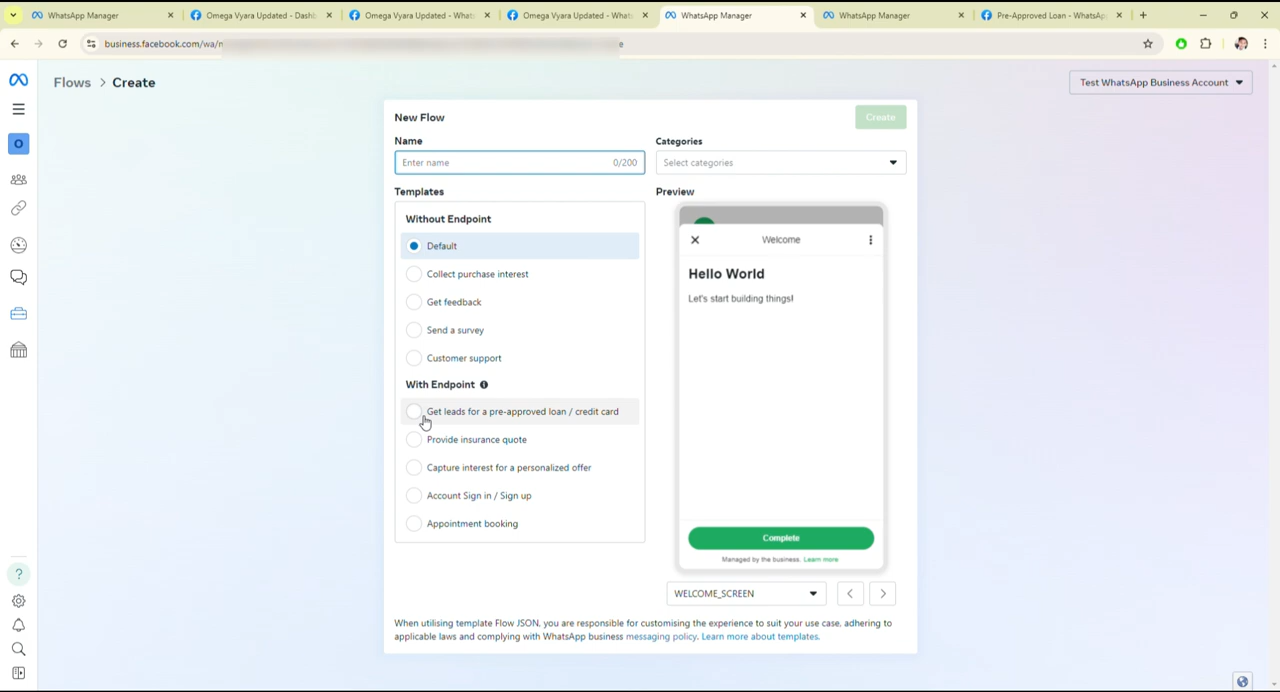 WhatsApp Manager
Omega Vyara Updated - Dashb
Omega Vyara Updated - Whats
Omega Vyara Updated - Whats
WhatsApp Manager
WhatsApp Manager
Pre-Approved Loan - WhatsAp
business.facebook.com/wa/
Flows > Create
Test WhatsApp Business Account
O
New Flow
Create
Name
Categories
Enter name
0/200
Select categories
Templates
Preview
Without Endpoint
Default
Collect purchase interest
Get feedback
Send a survey
Customer support
With Endpoint
Get leads for a pre-approved loan / credit card
Provide insurance quote
Capture interest for a personalized offer
Account Sign in / Sign up
Appointment booking
Welcome
Hello World
Let's start building things!
Complete
Managed by the business. Learn more
WELCOME_SCREEN
When utilising template Flow JSON, you are responsible for customising the experience to suit your use case, adhering to
applicable laws and complying with WhatsApp business messaging policy. Learn more about templates.